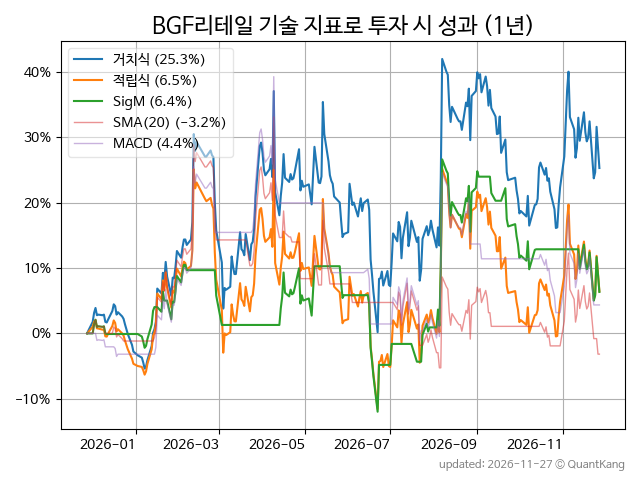 BGF리테일 기술 지표로 투자 시 성과 (1년)
거치식 (25.3%)
적립식 (6.5%)
SigM (6.4%)
SMA(20) (−3.2%)
MACD (4.4%)
40%
30%
20%
10%
0%
−10%
2026-01 2026-03 2026-05 2026-07 2026-09 2026-11
updated: 2026-11-27 © QuantKang